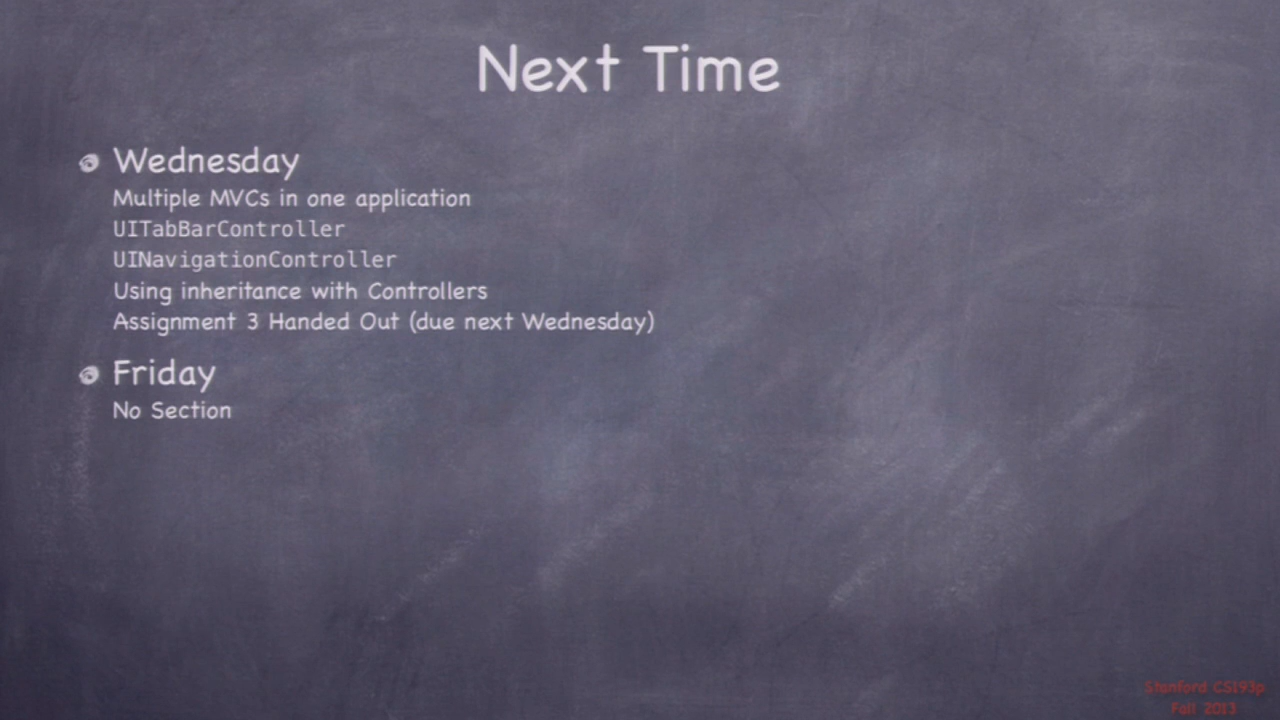 Next Time
Wednesday
Multiple MVCs in one application
UITabBarController
UINavigationController
Using inheritance with Controllers
Assignment 3 Handed Out (due next Wednesday)
Friday
No Section
Stanford CS193p
Fall 2013